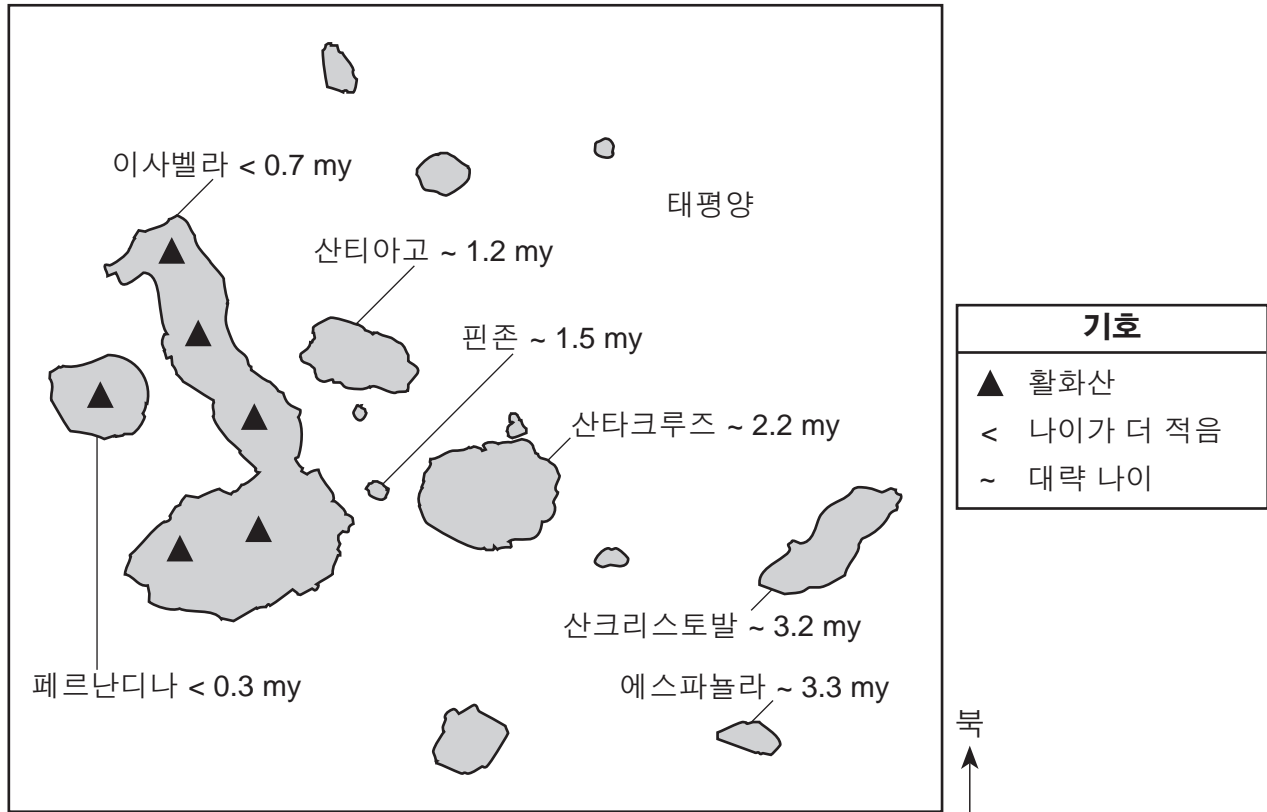 이사벨라 < 0.7 my
태평양
산티아고 ~ 1.2 my
핀존 ~ 1.5 my
산타크루즈 ~ 2.2 my
산크리스토발 ~ 3.2 my
페르난디나 < 0.3 my
에스파뇰라 ~ 3.3 my
기호
▲ 활화산
< 나이가 더 적음
~ 대략 나이
북